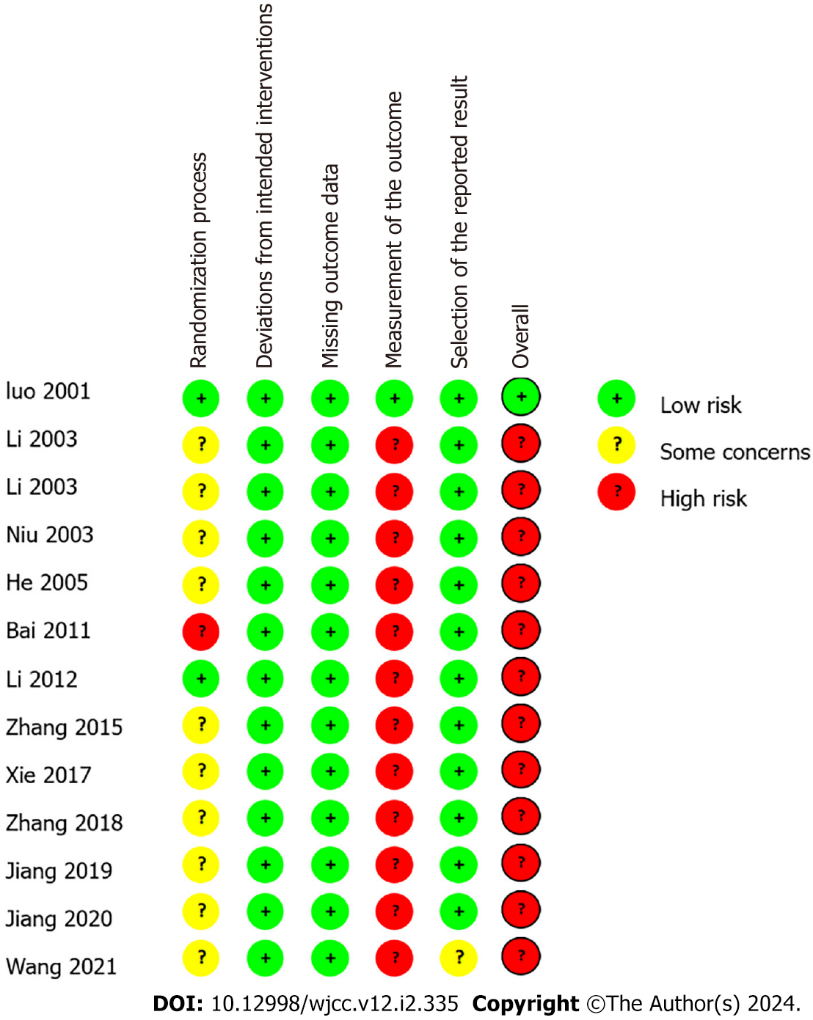 Randomization process
Deviations from intended interventions
Missing outcome data
Measurement of the outcome
Selection of the reported result
Overall
luo 2001 + + + + + +
Li 2003 ? + + ? + ?
Li 2003 ? + + ? + ?
Niu 2003 ? + + ? + ?
He 2005 ? + + ? + ?
Bai 2011 ? + + ? + ?
Li 2012 + + + ? + ?
Zhang 2015 ? + + ? + ?
Xie 2017 ? + + ? + ?
Zhang 2018 ? + + ? + ?
Jiang 2019 ? + + ? + ?
Jiang 2020 ? + + ? + ?
Wang 2021 ? + + ? ? ?
+ Low risk
? Some concerns
? High risk
DOI: 10.12998/wjcc.v12.i2.335 Copyright ©The Author(s) 2024.